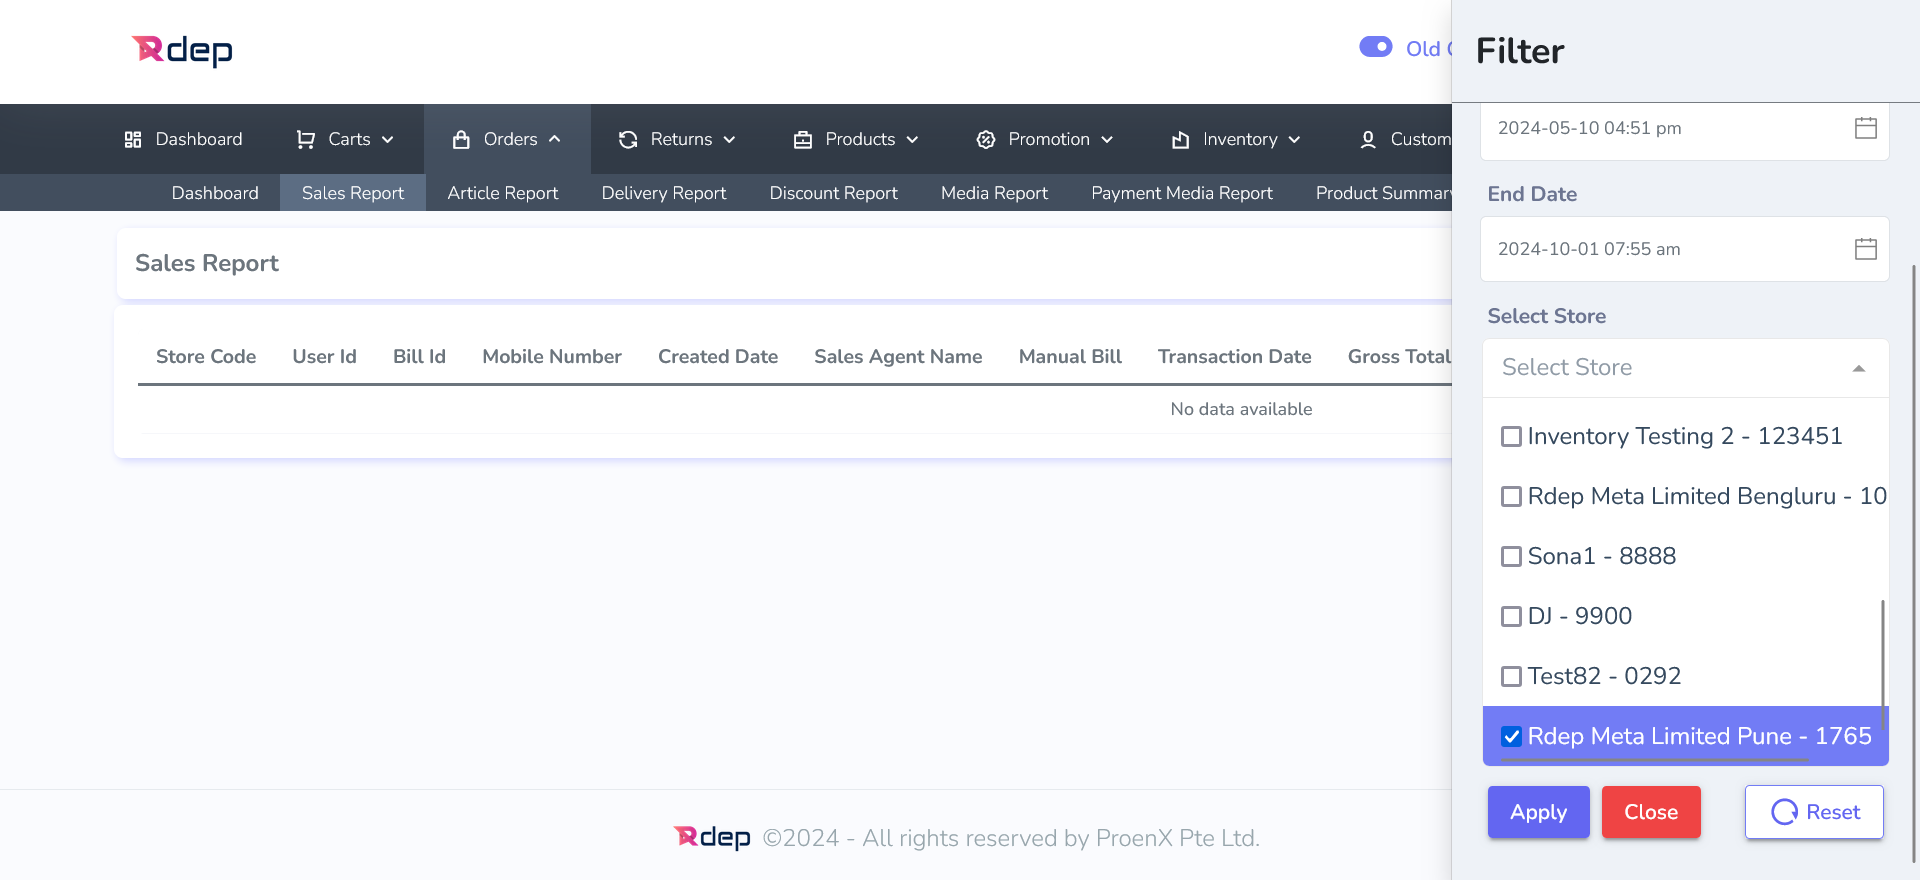 Rdep
Old
Filter
Dashboard
Carts
Orders
Returns
Products
Promotion
Inventory
Custom
Dashboard
Sales Report
Article Report
Delivery Report
Discount Report
Media Report
Payment Media Report
Product Summary
Sales Report
Store Code
User Id
Bill Id
Mobile Number
Created Date
Sales Agent Name
Manual Bill
Transaction Date
Gross Total
No data available
2024-05-10 04:51 pm
End Date
2024-10-01 07:55 am
Select Store
Select Store
Inventory Testing 2 - 123451
Rdep Meta Limited Bengluru - 10
Sona1 - 8888
DJ - 9900
Test82 - 0292
Rdep Meta Limited Pune - 1765
Apply
Close
Reset
Rdep ©2024 - All rights reserved by ProenX Pte Ltd.